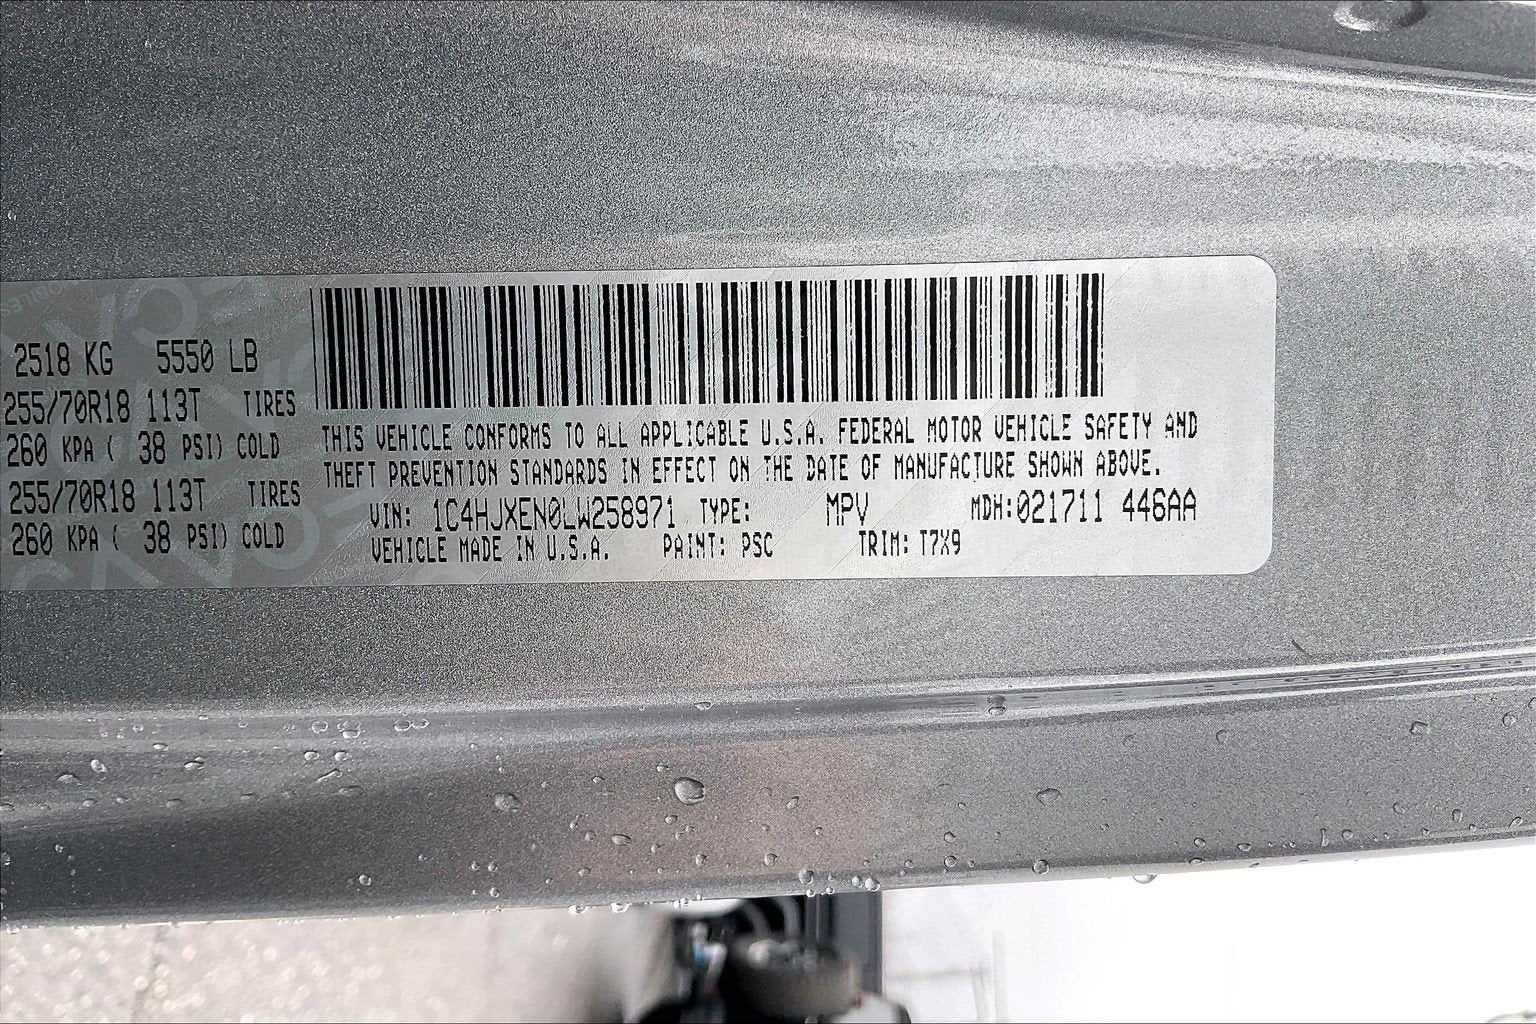 2518 KG 5550 LB
255/70R18 113T TIRES
260 KPA ( 38 PSI) COLD
255/70R18 113T TIRES
260 KPA ( 38 PSI) COLD
THIS VEHICLE CONFORMS TO ALL APPLICABLE U.S.A. FEDERAL MOTOR VEHICLE SAFETY AND
THEFT PREVENTION STANDARDS IN EFFECT ON THE DATE OF MANUFACTURE SHOWN ABOVE.
VIN: 1C4HJXEN0LW258971 TYPE: MPV MDH:021711 446AA
VEHICLE MADE IN U.S.A. PAINT: PSC TRIM: T7X9